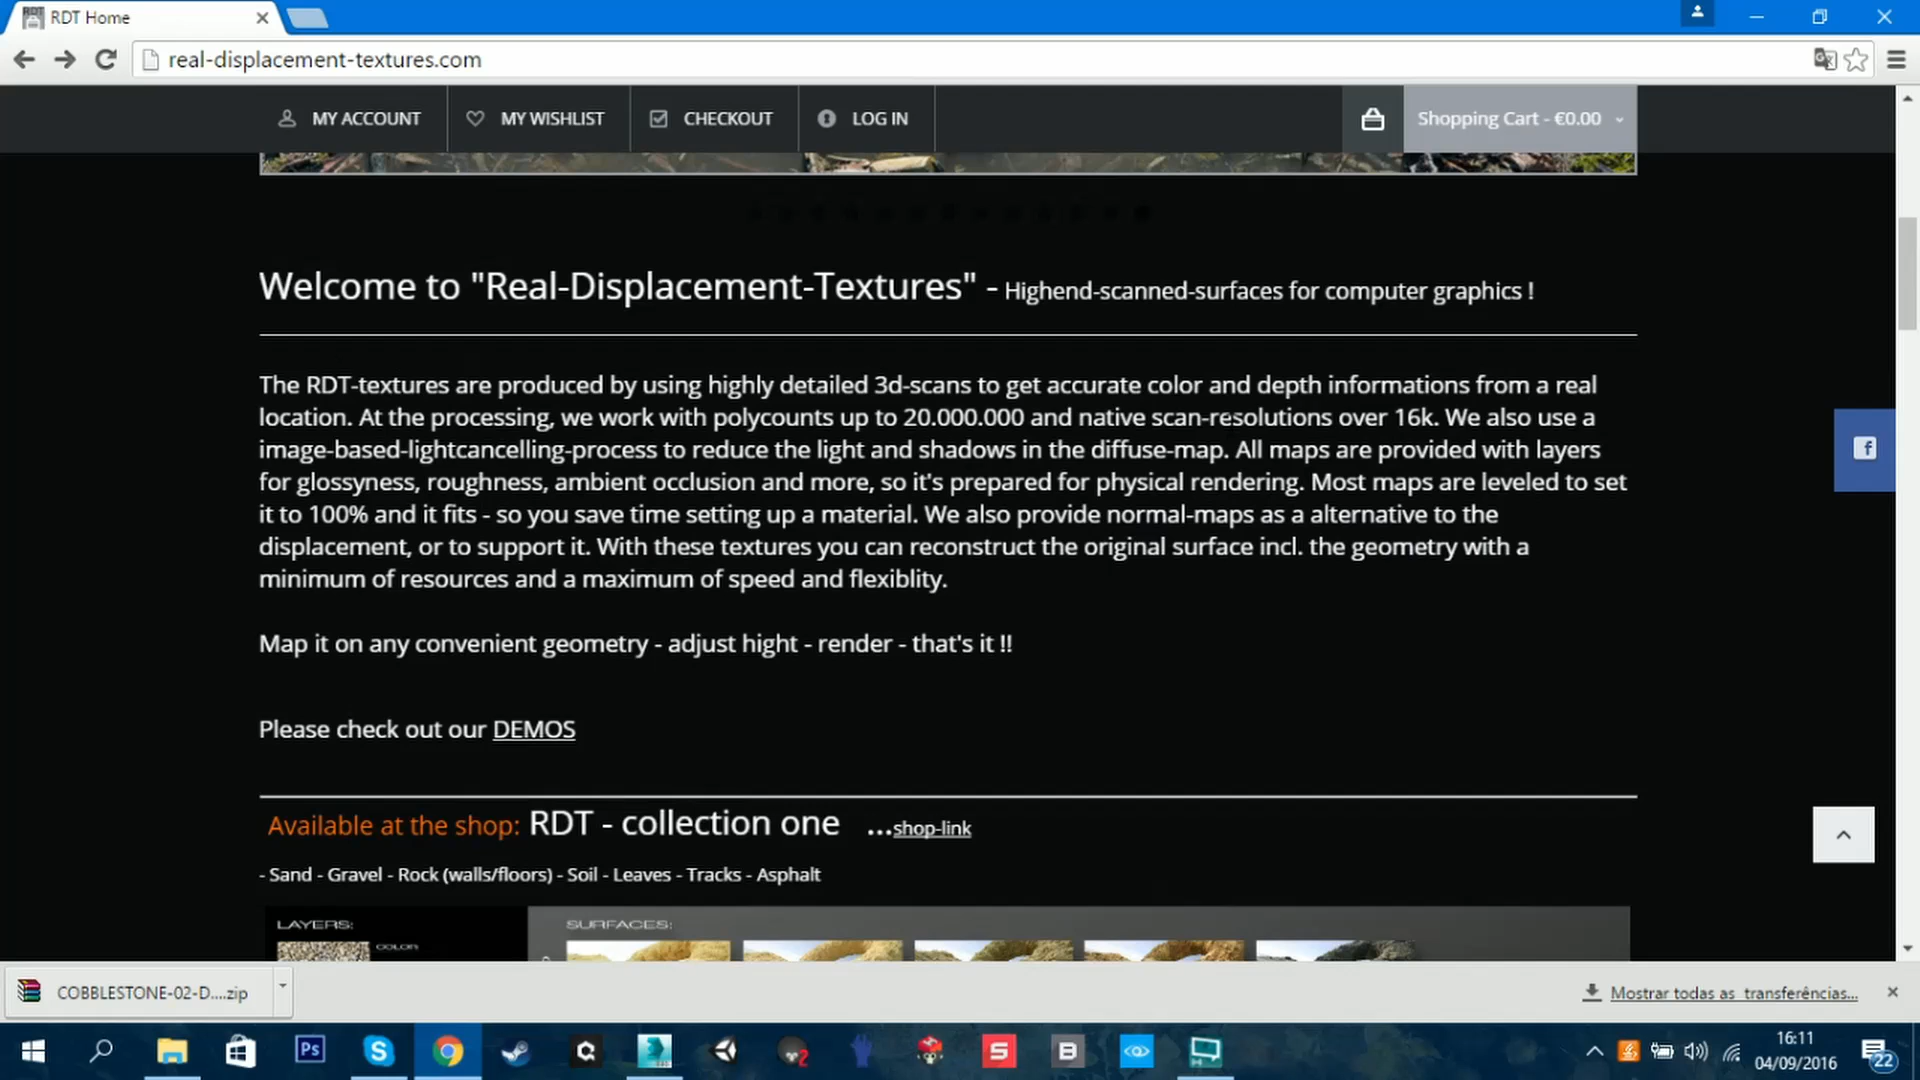 RDT Home
real-displacement-textures.com
MY ACCOUNT
MY WISHLIST
CHECKOUT
LOG IN
Shopping Cart - €0.00
Welcome to "Real-Displacement-Textures" - Highend-scanned-surfaces for computer graphics !
The RDT-textures are produced by using highly detailed 3d-scans to get accurate color and depth informations from a real
location. At the processing, we work with polycounts up to 20.000.000 and native scan-resolutions over 16k. We also use a
image-based-lightcancelling-process to reduce the light and shadows in the diffuse-map. All maps are provided with layers
for glossyness, roughness, ambient occlusion and more, so it's prepared for physical rendering. Most maps are leveled to set
it to 100% and it fits - so you save time setting up a material. We also provide normal-maps as a alternative to the
displacement, or to support it. With these textures you can reconstruct the original surface incl. the geometry with a
minimum of resources and a maximum of speed and flexiblity.
Map it on any convenient geometry - adjust hight - render - that's it !!
Please check out our DEMOS
Available at the shop: RDT - collection one ...shop-link
- Sand - Gravel - Rock (walls/floors) - Soil - Leaves - Tracks - Asphalt
LAYERS:
SURFACES:
COLOR
COBBLESTONE-02-D....zip
Mostrar todas as transferências...
Ps
2
S
B
16:11
04/09/2016
22